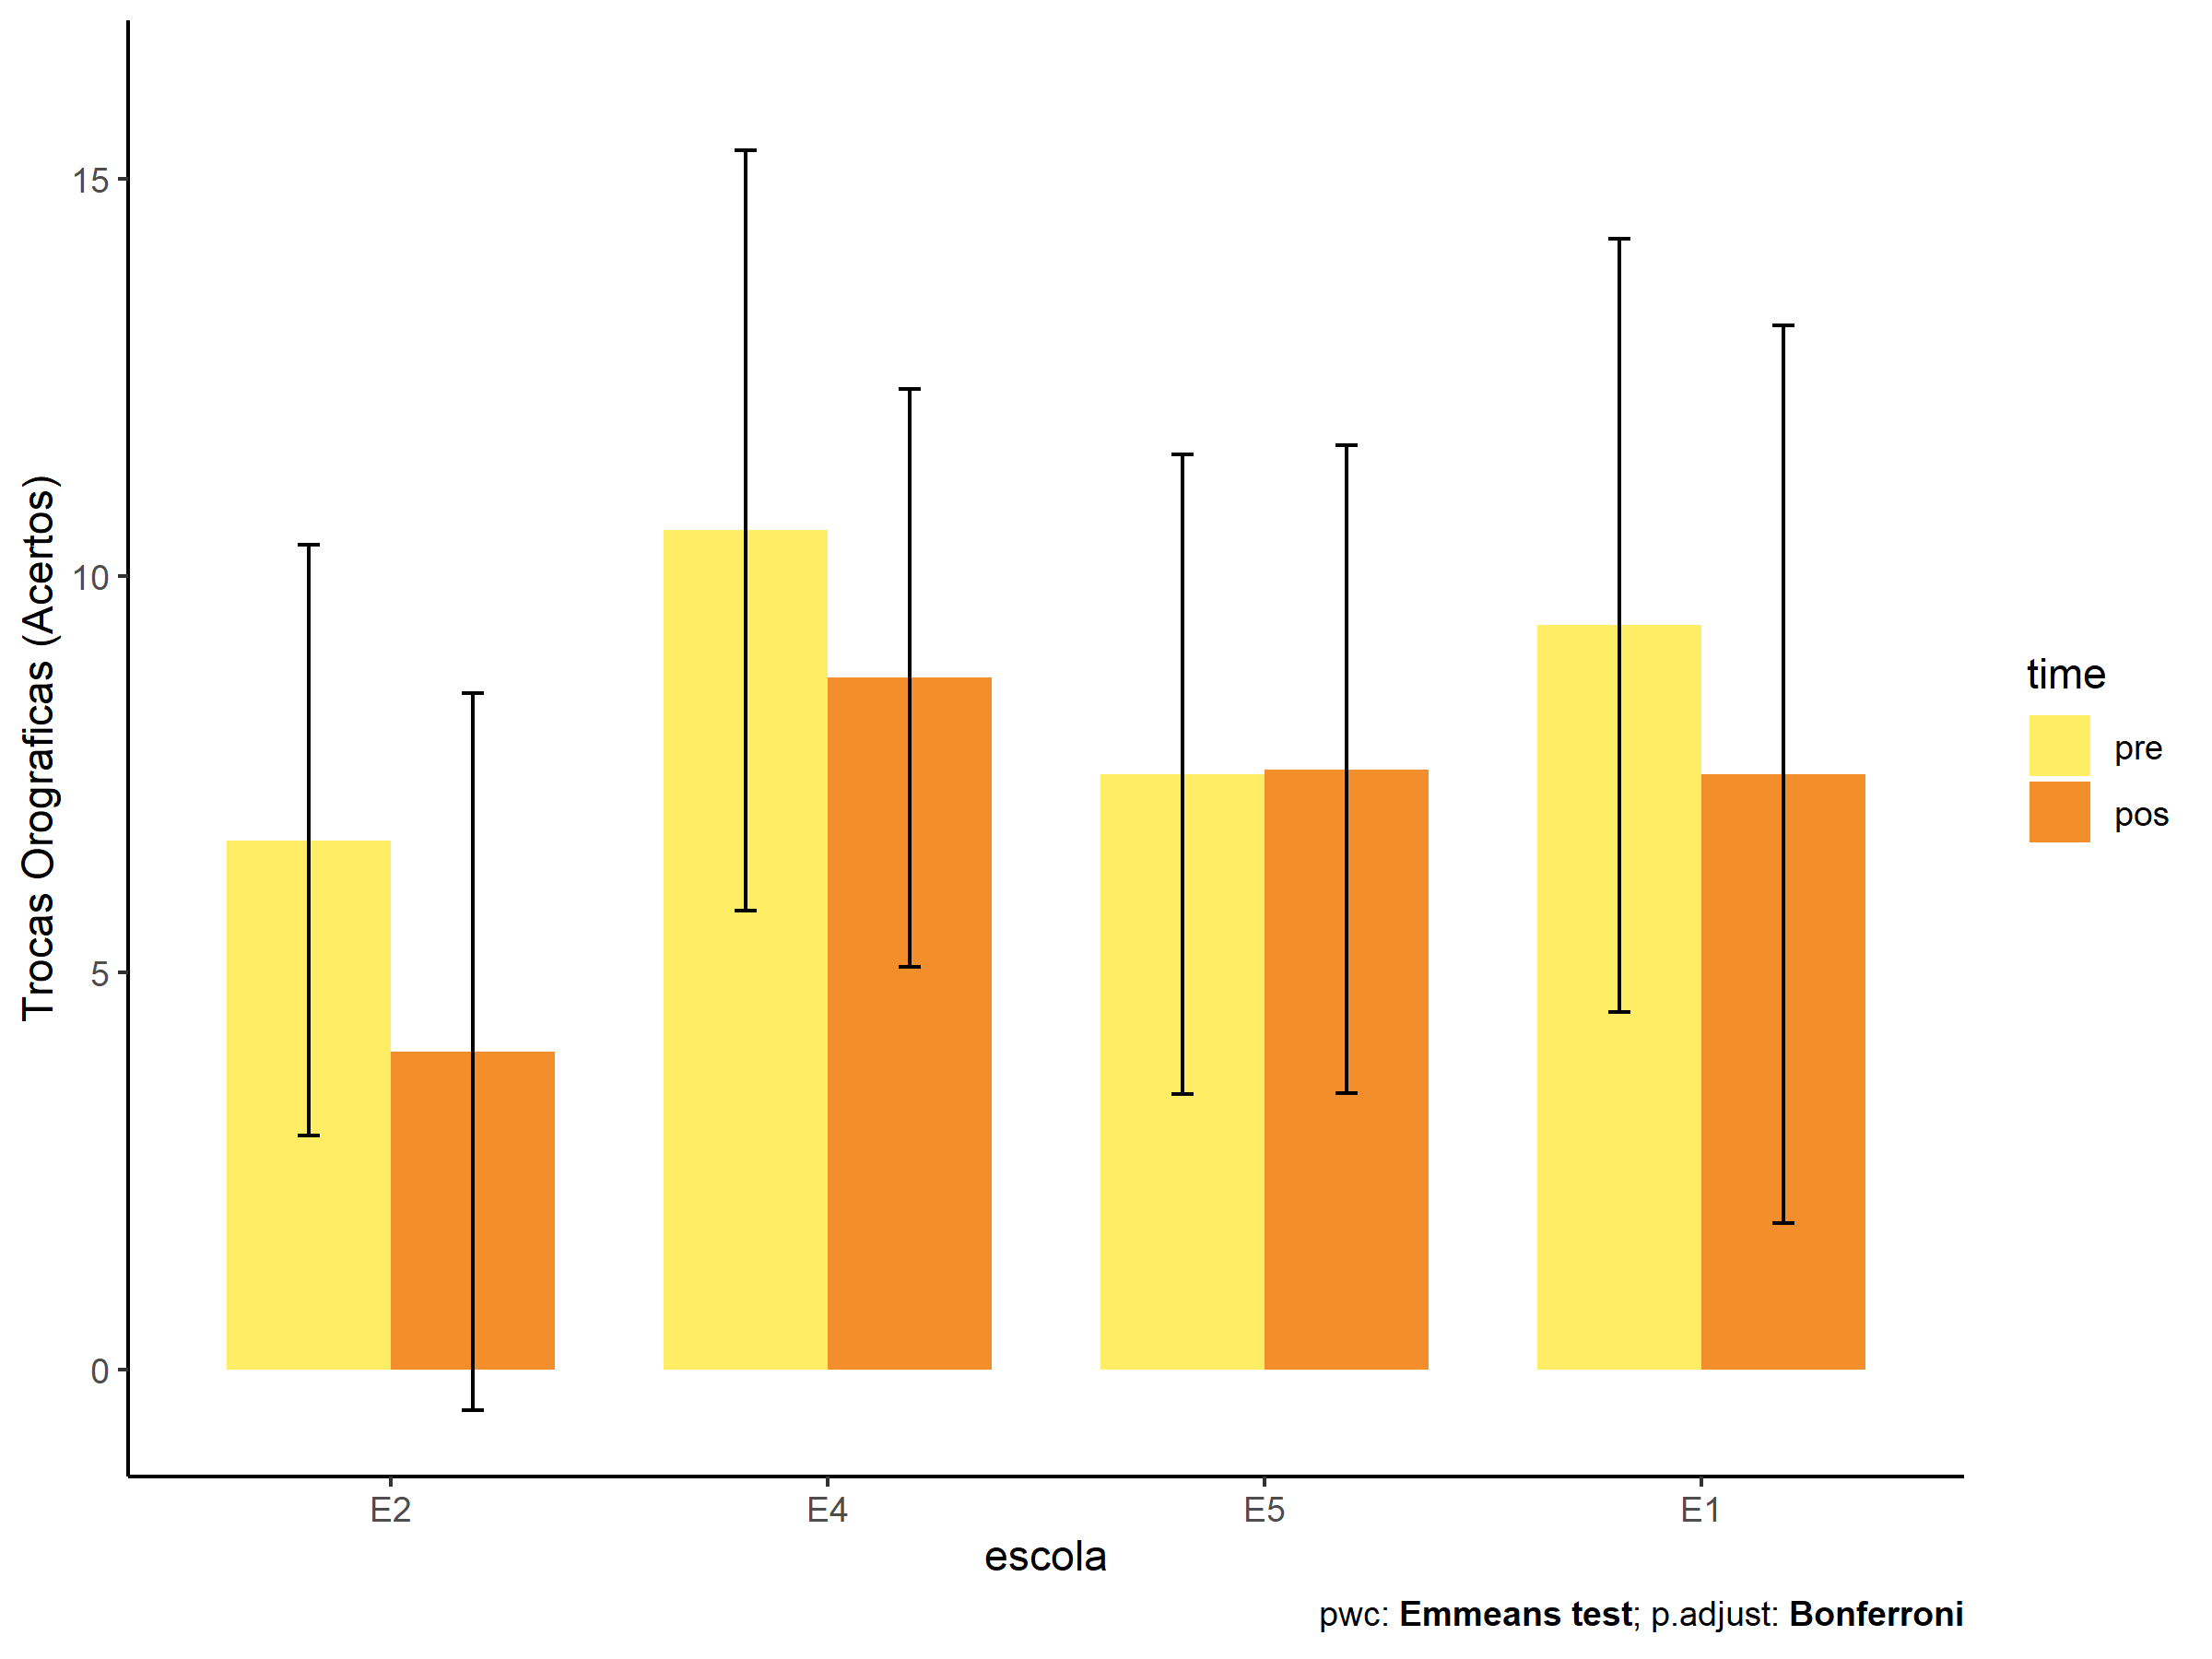 Trocas Orograficas (Acertos)
15
10
5
0
E2 E4 E5 E1
escola
time
pre
pos
pwc: Emmeans test; p.adjust: Bonferroni